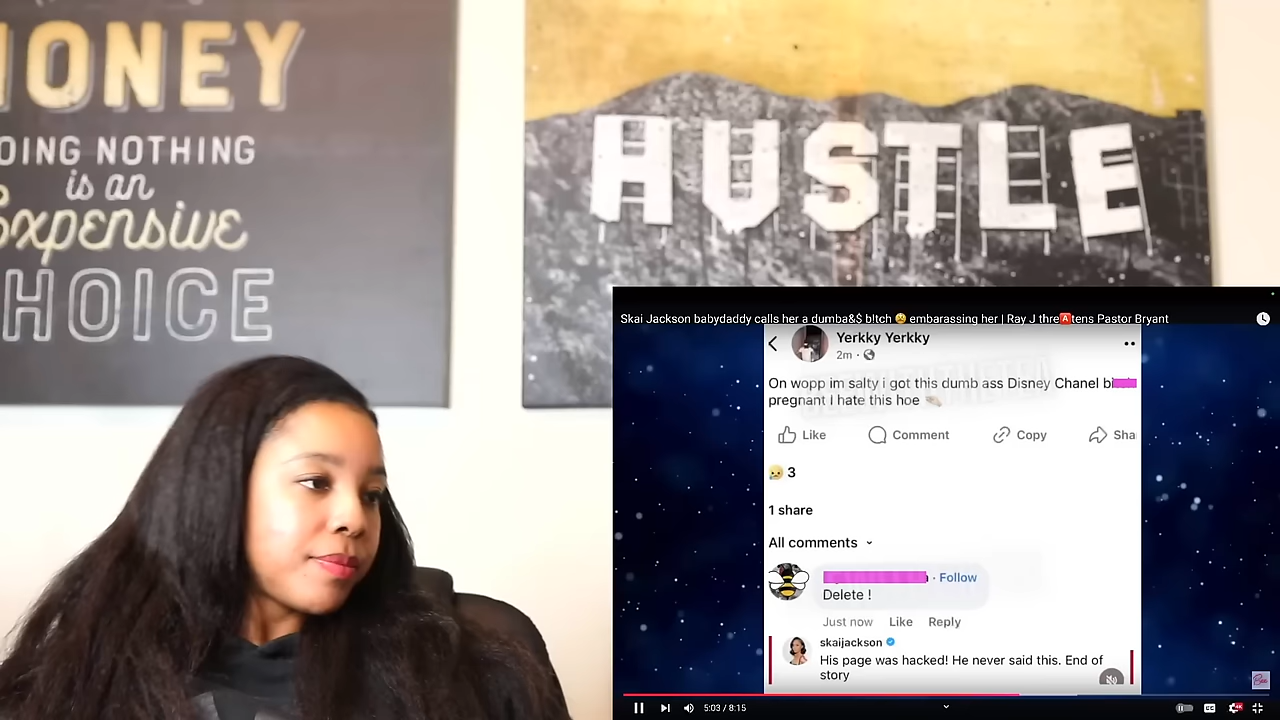 MONEY
DOING NOTHING
is an
Expensive
CHOICE
HUSTLE
Skai Jackson babydaddy calls her a dumba&$ b!tch 😩 embarassing her | Ray J thre🅰️tens Pastor Bryant
Yerkky Yerkky
2m ·
On wopp im salty i got this dumb ass Disney Chanel bi
pregnant I hate this hoe ✍🏼
Like Comment Copy Sha
😢 3
1 share
All comments
· Follow
Delete !
Just now Like Reply
skaijackson
His page was hacked! He never said this. End of
story
5:03 / 8:15
CC
4K